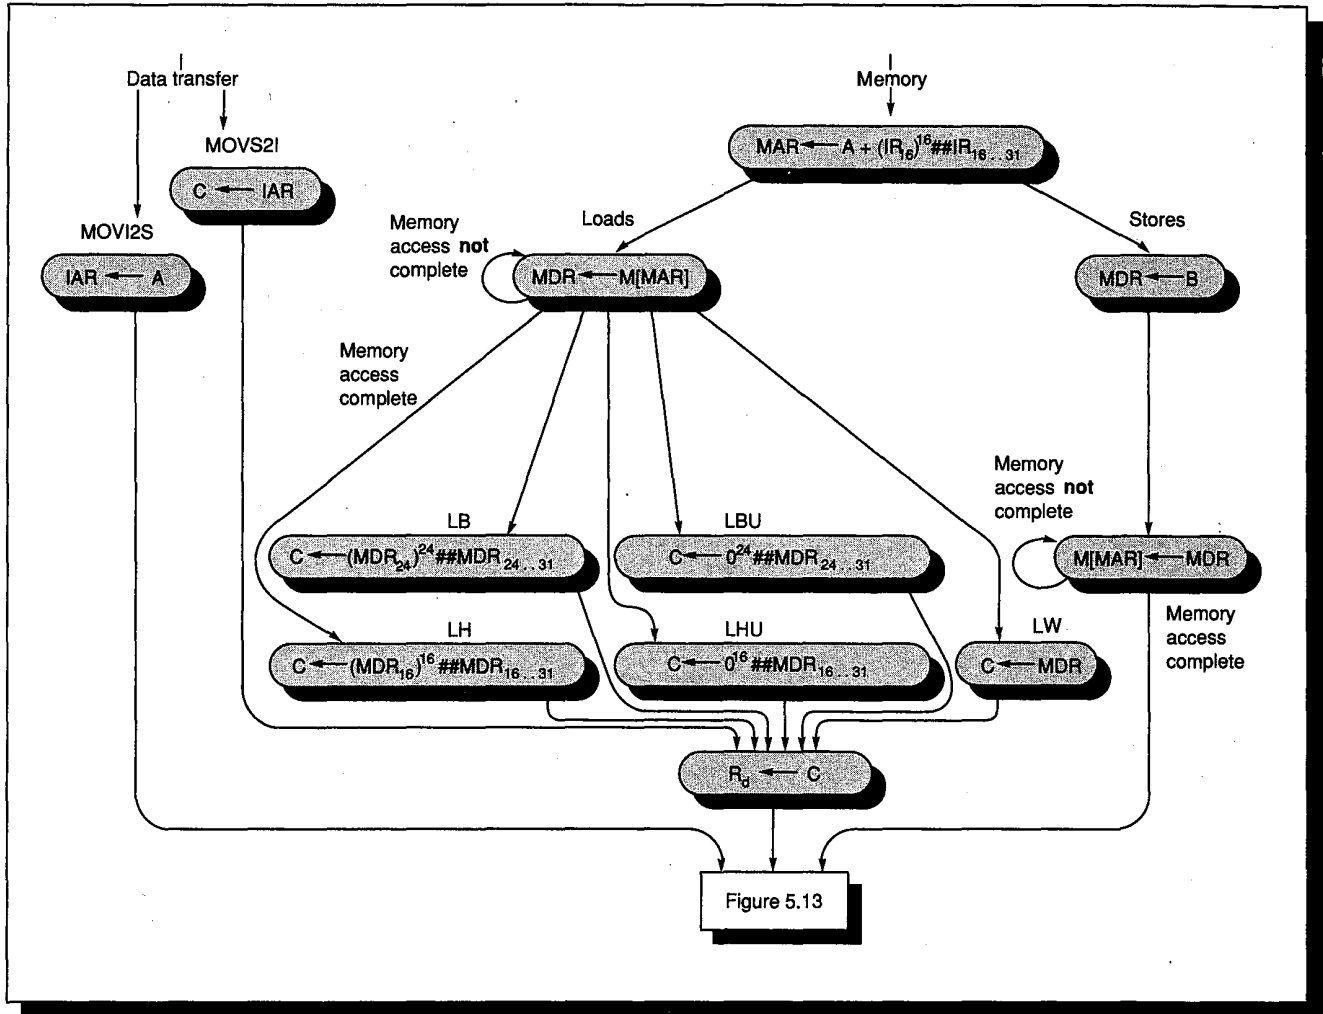 Data transfer
Memory
MOVS2I
MAR ← A + (IR₁₆)¹⁶##IR₁₆..₃₁
C ← IAR
Memory
access not
complete
Loads
Stores
MOVI2S
IAR ← A
MDR ← M[MAR]
MDR ← B
Memory
access
complete
Memory
access not
complete
LB
LBU
C ← (MDR₂₄)²⁴##MDR₂₄..₃₁
C ← 0²⁴##MDR₂₄..₃₁
M[MAR] ← MDR
Memory
access
complete
LH
LHU
LW
C ← (MDR₁₆)¹⁶##MDR₁₆..₃₁
C ← 0¹⁶##MDR₁₆..₃₁
C ← MDR
R_d ← C
Figure 5.13